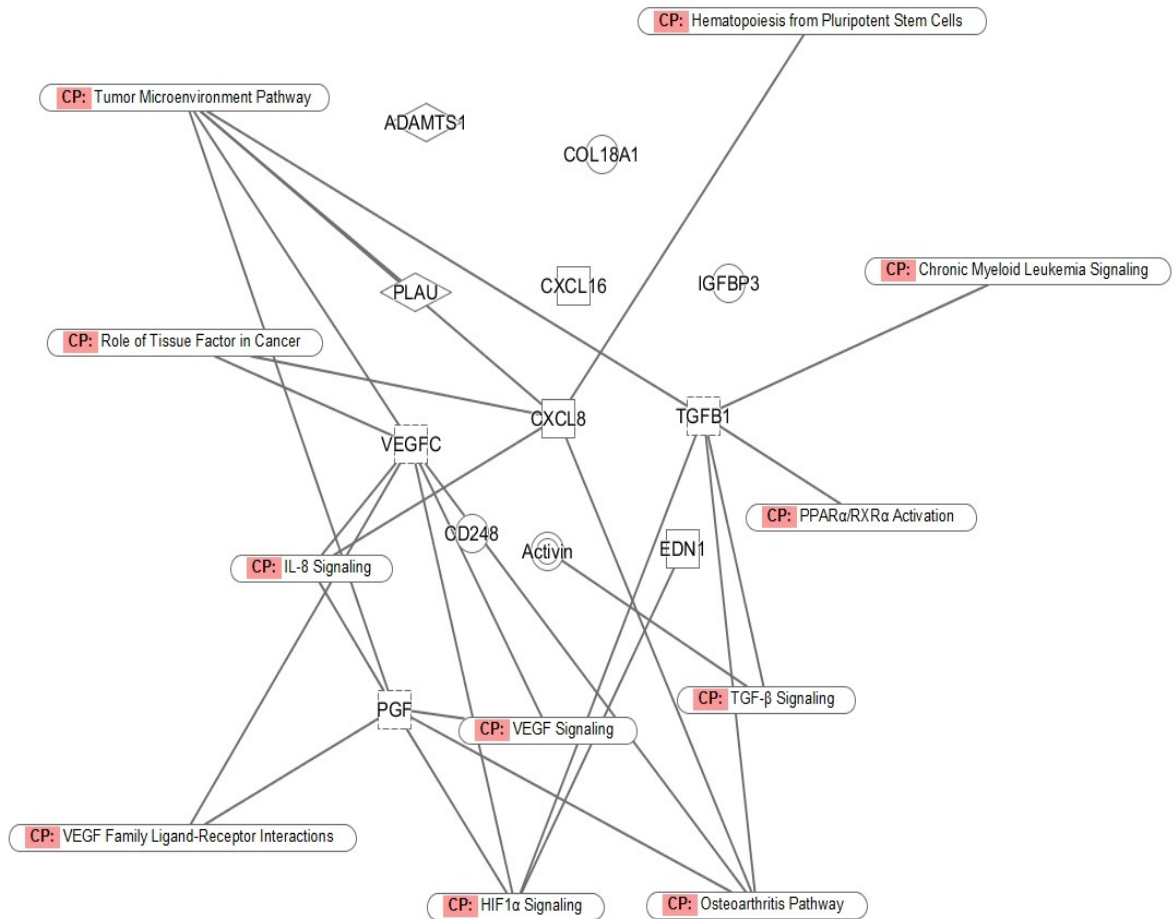 CP: Hematopoiesis from Pluripotent Stem Cells
CP: Tumor Microenvironment Pathway
ADAMTS1
COL18A1
CP: Chronic Myeloid Leukemia Signaling
PLAU
CXCL16
IGFBP3
CP: Role of Tissue Factor in Cancer
CXCL8
TGFB1
VEGFC
CP: PPARα/RXRα Activation
CD248
Activin
EDN1
CP: IL-8 Signaling
CP: TGF-β Signaling
PGF
CP: VEGF Signaling
CP: VEGF Family Ligand-Receptor Interactions
CP: HIF1α Signaling
CP: Osteoarthritis Pathway